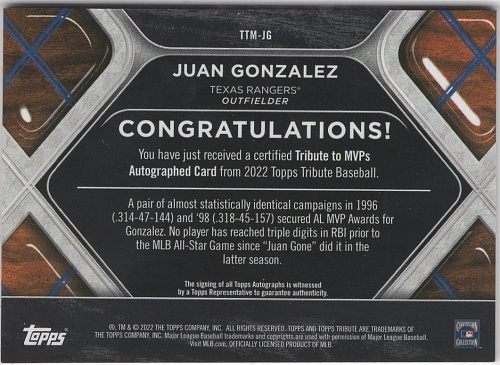 TTM-JG
JUAN GONZALEZ
TEXAS RANGERS®
OUTFIELDER
CONGRATULATIONS!
You have just received a certified Tribute to MVPs
Autographed Card from 2022 Topps Tribute Baseball.
A pair of almost statistically identical campaigns in 1996
(.314-47-144) and '98 (.318-45-157) secured AL MVP Awards for
Gonzalez. No player has reached triple digits in RBI prior to
the MLB All-Star Game since “Juan Gone” did it in the
latter season.
The signing of all Topps Autographs is witnessed
by a Topps Representative to guarantee authenticity.
Topps
®, TM & © 2022 THE TOPPS COMPANY, INC. ALL RIGHTS RESERVED. TOPPS AND TOPPS TRIBUTE ARE TRADEMARKS OF
THE TOPPS COMPANY, INC. Major League Baseball trademarks and copyrights are used with permission of Major League Baseball.
Visit MLB.com. OFFICIALLY LICENSED PRODUCT OF MLB.
COOPERSTOWN
COLLECTION